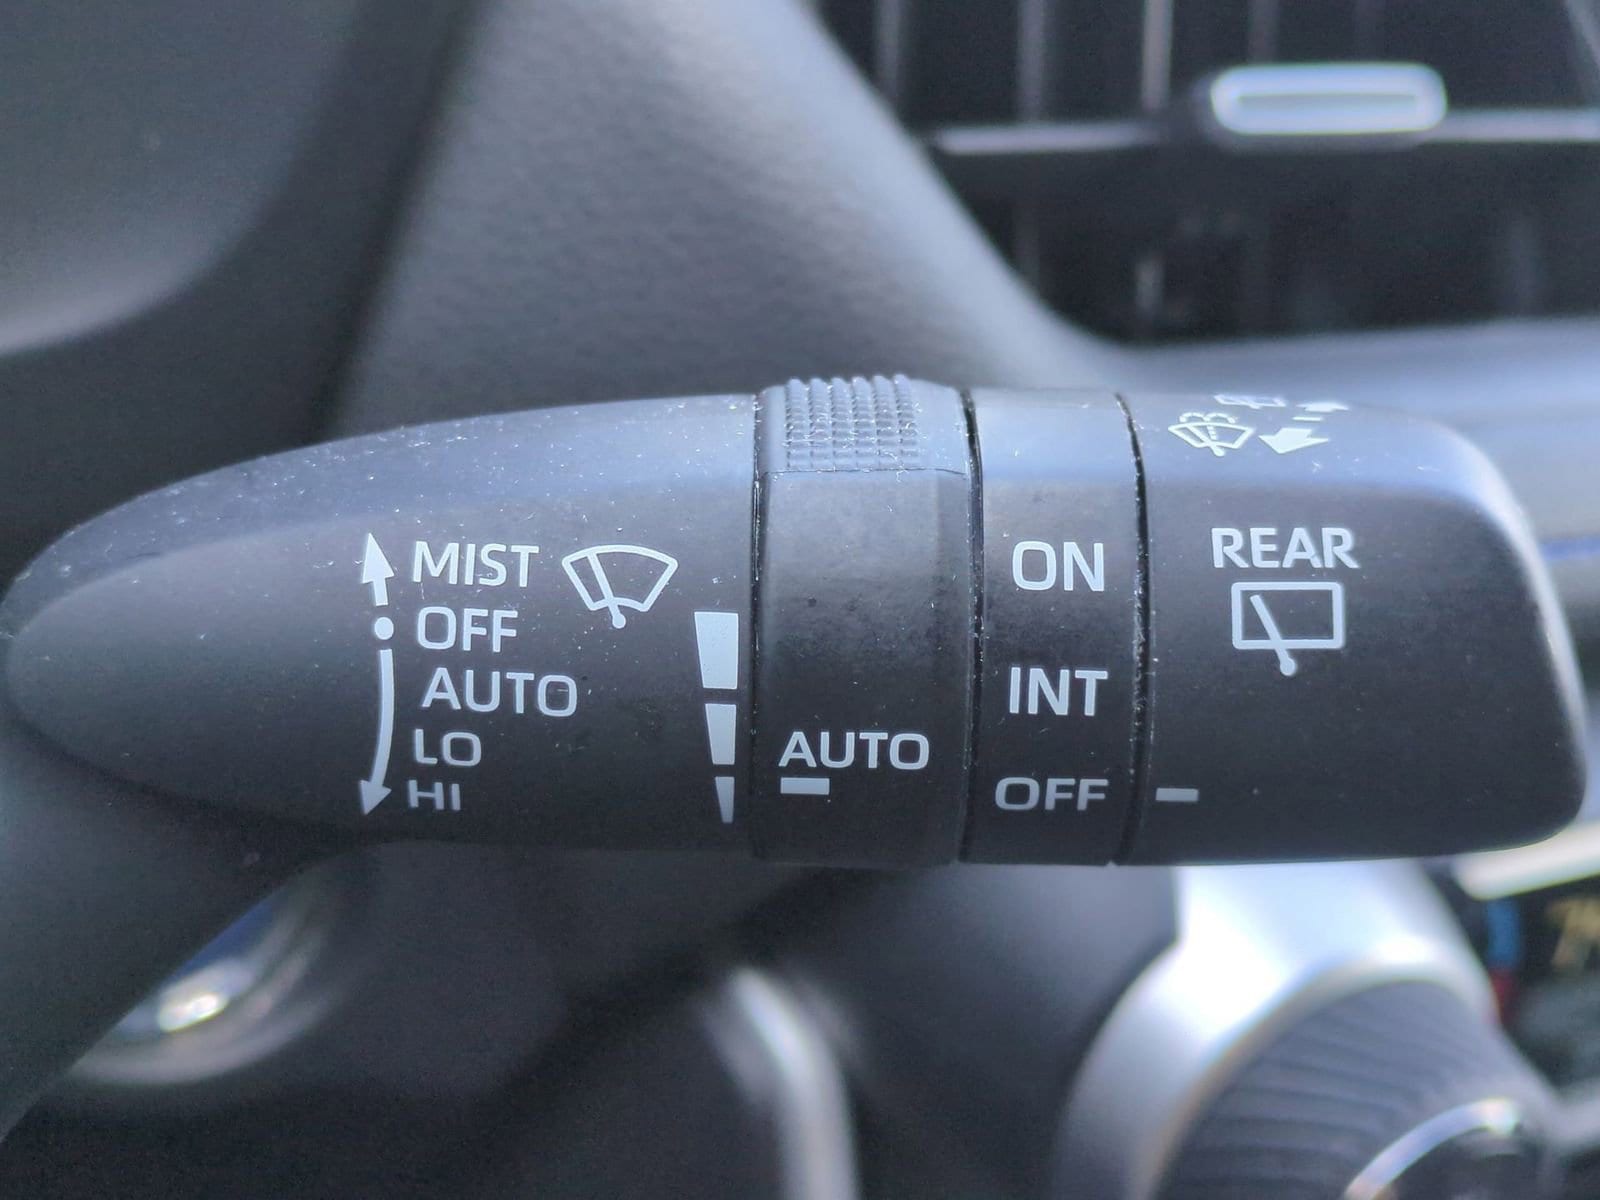 MIST
OFF
AUTO
LO
HI
AUTO
ON
INT
OFF
REAR